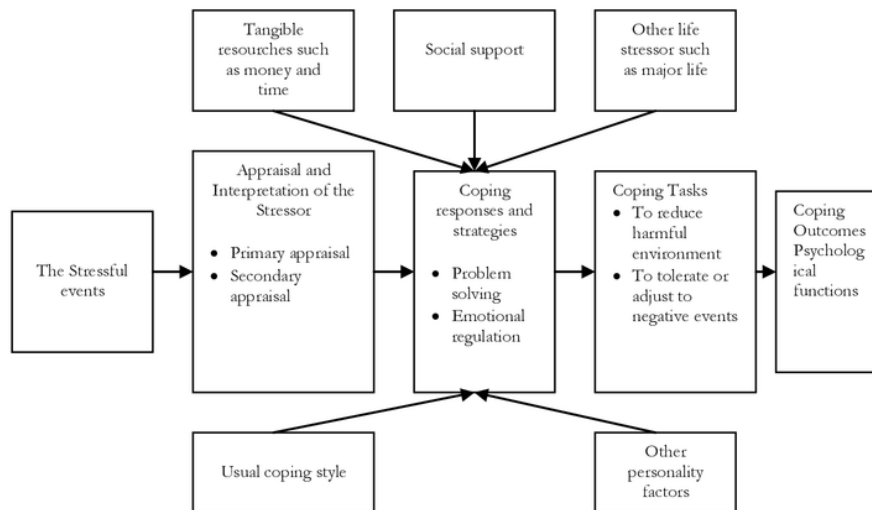 Tangible
resourches such
as money and
time
Social support
Other life
stressor such
as major life
The Stressful
events
Appraisal and
Interpretation of the
Stressor
• Primary appraisal
• Secondary
appraisal
Coping
responses and
strategies
• Problem
solving
• Emotional
regulation
Coping Tasks
• To reduce
harmful
environment
• To tolerate or
adjust to
negative events
Coping
Outcomes
Psycholog
ical
functions
Usual coping style
Other
personality
factors